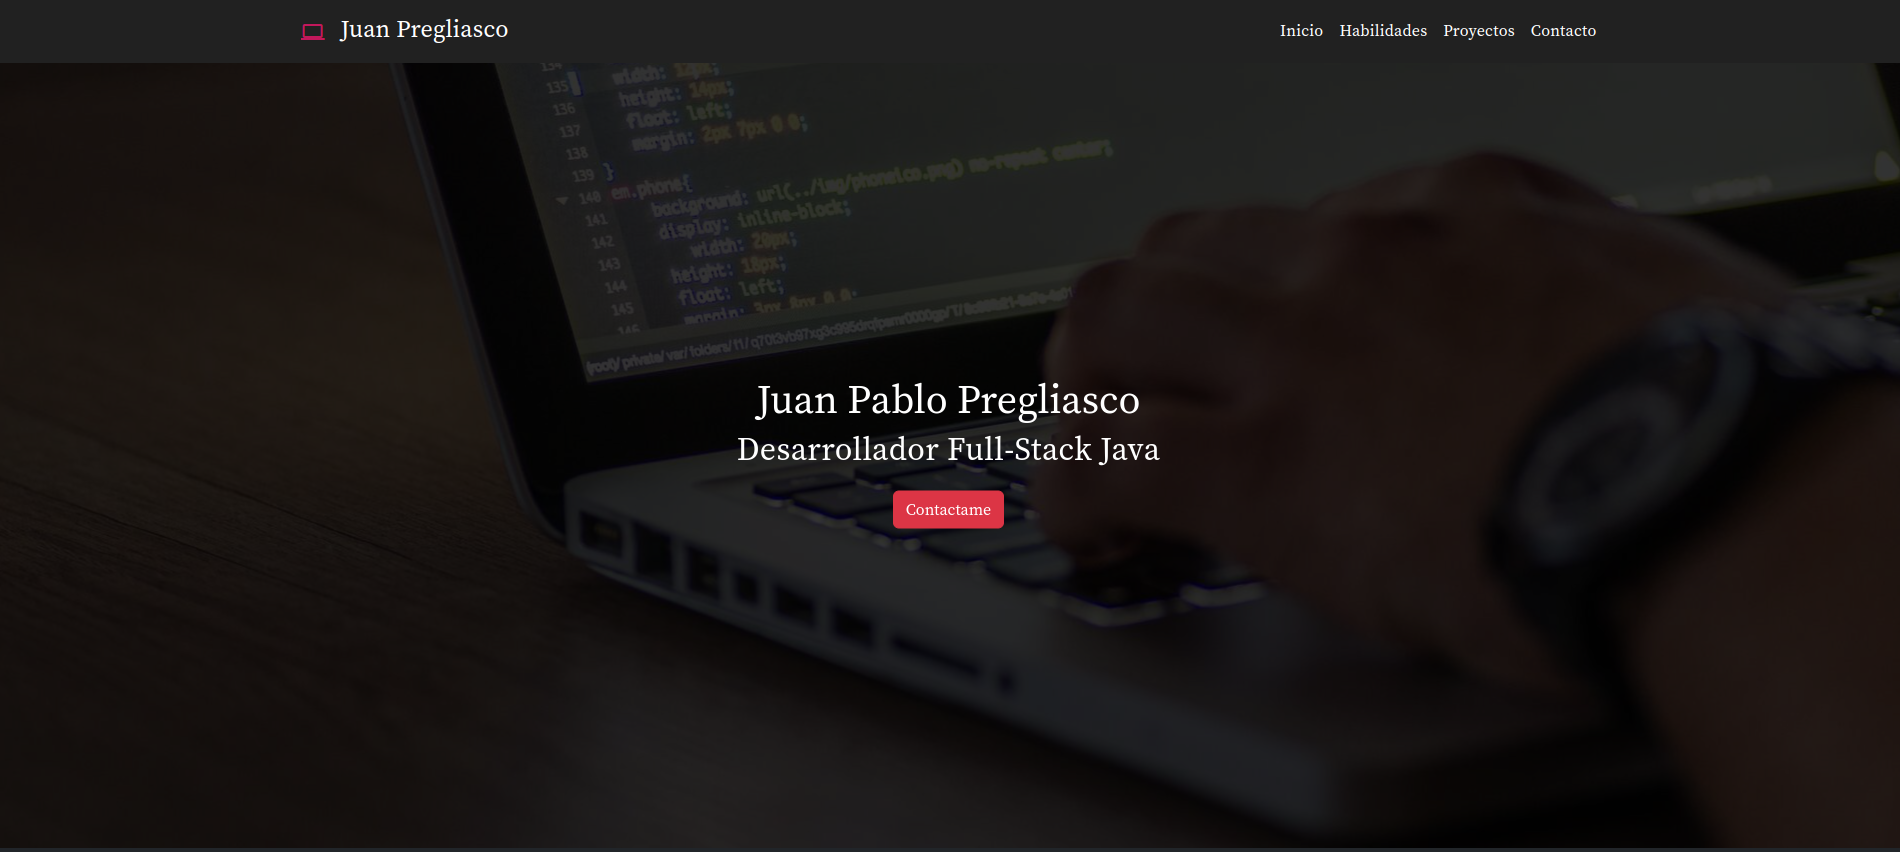 Juan Pregliasco
Inicio Habilidades Proyectos Contacto
134
135 width: 12px;
136 height: 14px;
137 float: left;
138 margin: 2px 7px 0 0;
139 }
140 em.phone{
141 background: url(../img/phoneico.png) no-repeat center;
142 display: inline-block;
143 width: 20px;
144 height: 18px;
145 float: left;
146 margin: 3px 8px 0 0;
(root)/ private/ var/ folders/
Juan Pablo Pregliasco
Desarrollador Full-Stack Java
Contactame